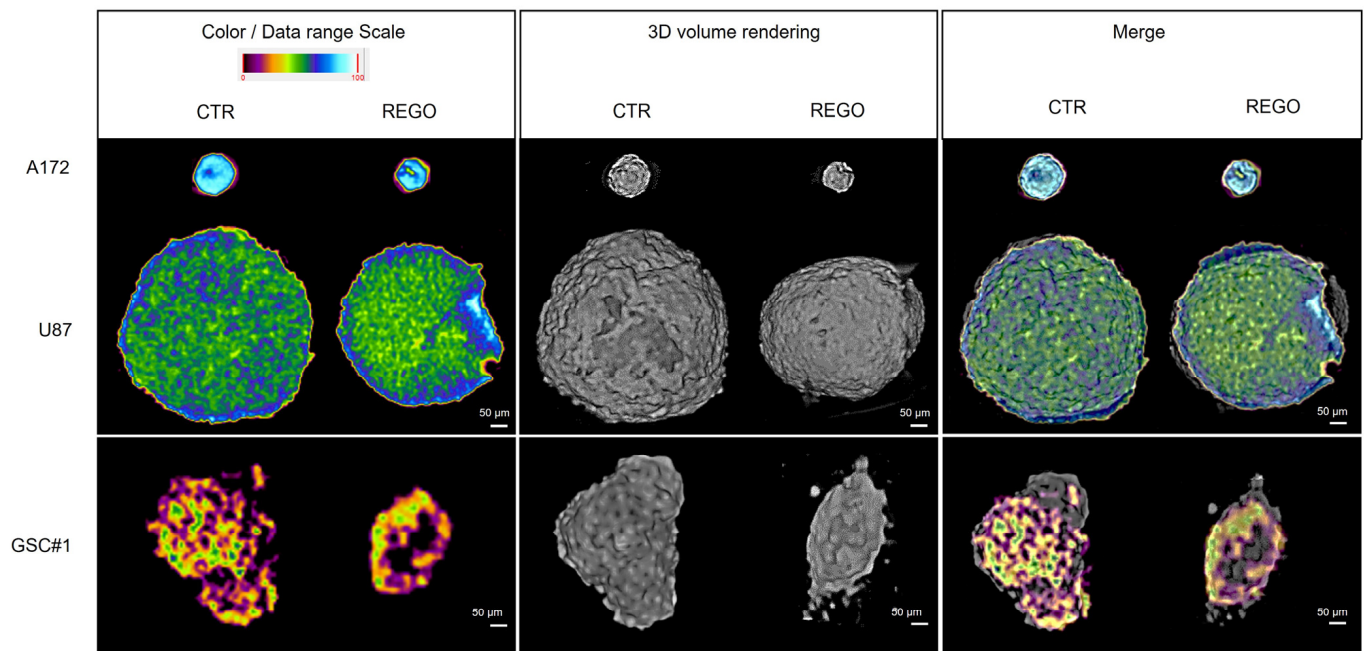 Color / Data range Scale
3D volume rendering
Merge
0
100
CTR
REGO
CTR
REGO
CTR
REGO
A172
U87
50 µm
50 µm
50 µm
GSC#1
50 µm
50 µm
50 µm